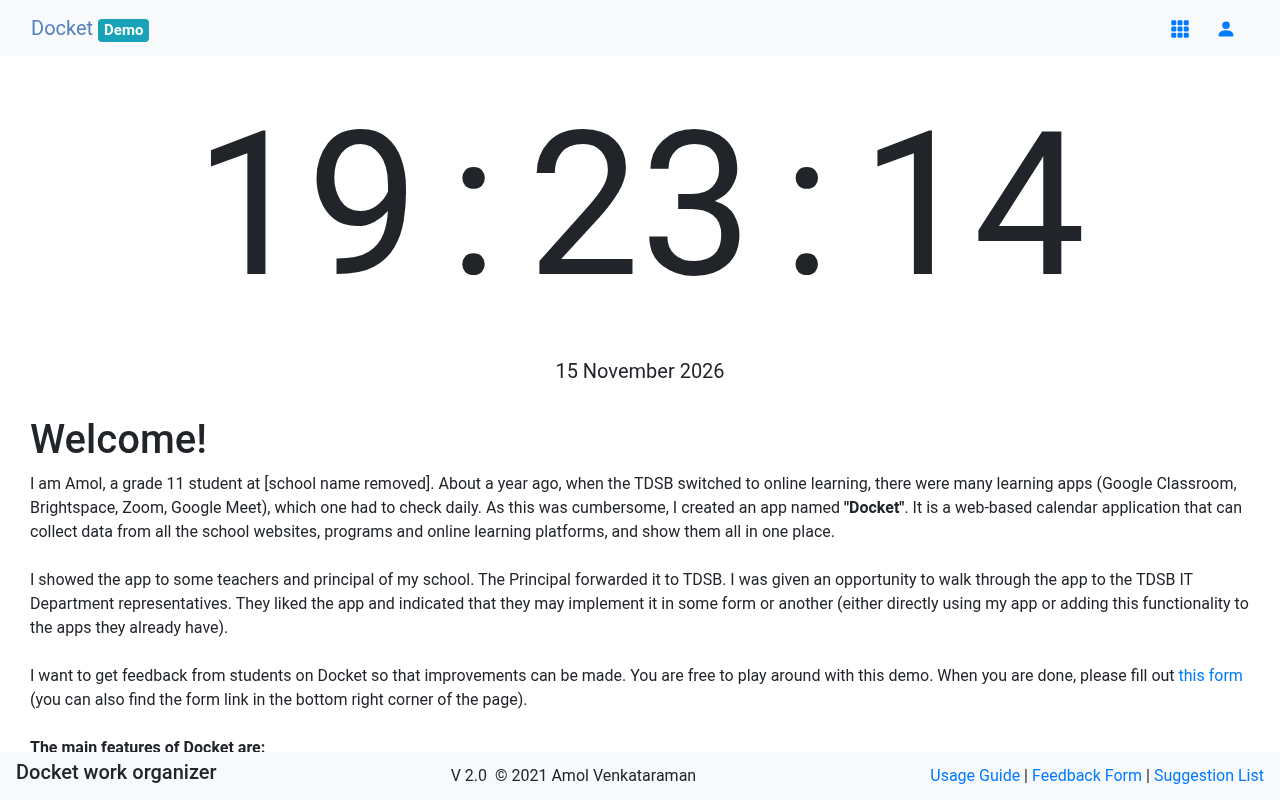 Docket Demo
19:23:14
15 November 2026
Welcome!
I am Amol, a grade 11 student at [school name removed]. About a year ago, when the TDSB switched to online learning, there were many learning apps (Google Classroom,
Brightspace, Zoom, Google Meet), which one had to check daily. As this was cumbersome, I created an app named "Docket". It is a web-based calendar application that can
collect data from all the school websites, programs and online learning platforms, and show them all in one place.
I showed the app to some teachers and principal of my school. The Principal forwarded it to TDSB. I was given an opportunity to walk through the app to the TDSB IT
Department representatives. They liked the app and indicated that they may implement it in some form or another (either directly using my app or adding this functionality to
the apps they already have).
I want to get feedback from students on Docket so that improvements can be made. You are free to play around with this demo. When you are done, please fill out this form
(you can also find the form link in the bottom right corner of the page).
The main features of Docket are:
Docket work organizer
V 2.0 © 2021 Amol Venkataraman
Usage Guide | Feedback Form | Suggestion List